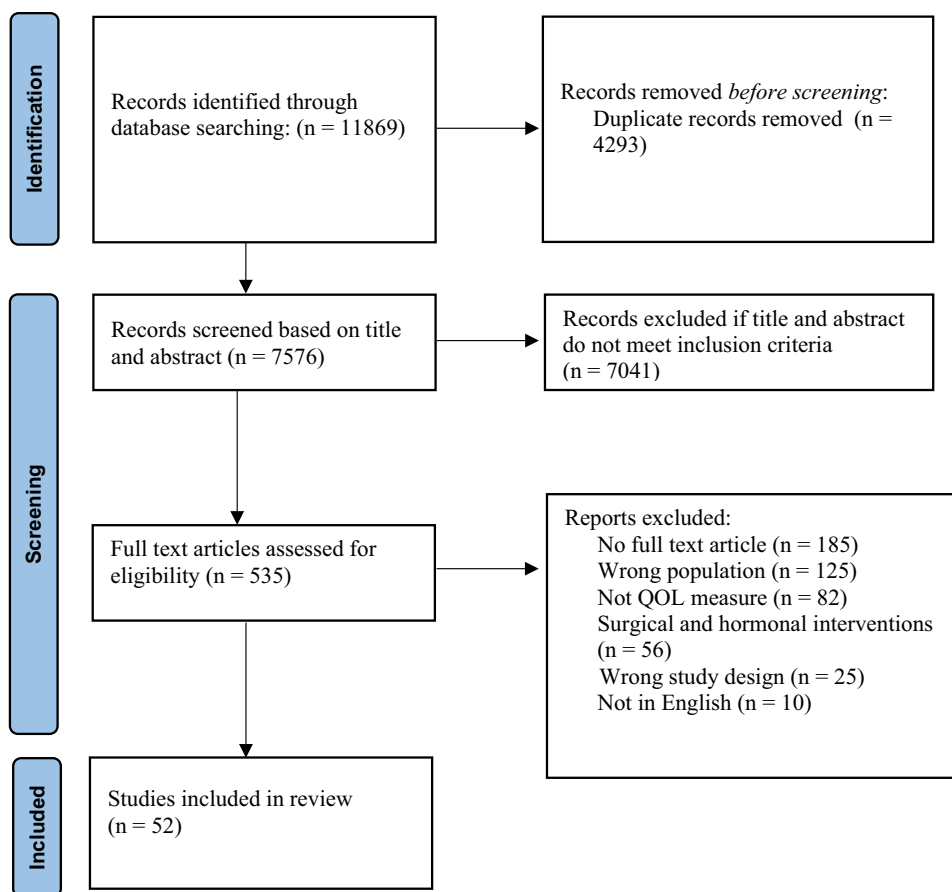 Identification
Records identified through
database searching: (n = 11869)
Records removed before screening:
Duplicate records removed (n =
4293)
Screening
Records screened based on title
and abstract (n = 7576)
Records excluded if title and abstract
do not meet inclusion criteria
(n = 7041)
Full text articles assessed for
eligibility (n = 535)
Reports excluded:
No full text article (n = 185)
Wrong population (n = 125)
Not QOL measure (n = 82)
Surgical and hormonal interventions
(n = 56)
Wrong study design (n = 25)
Not in English (n = 10)
Included
Studies included in review
(n = 52)